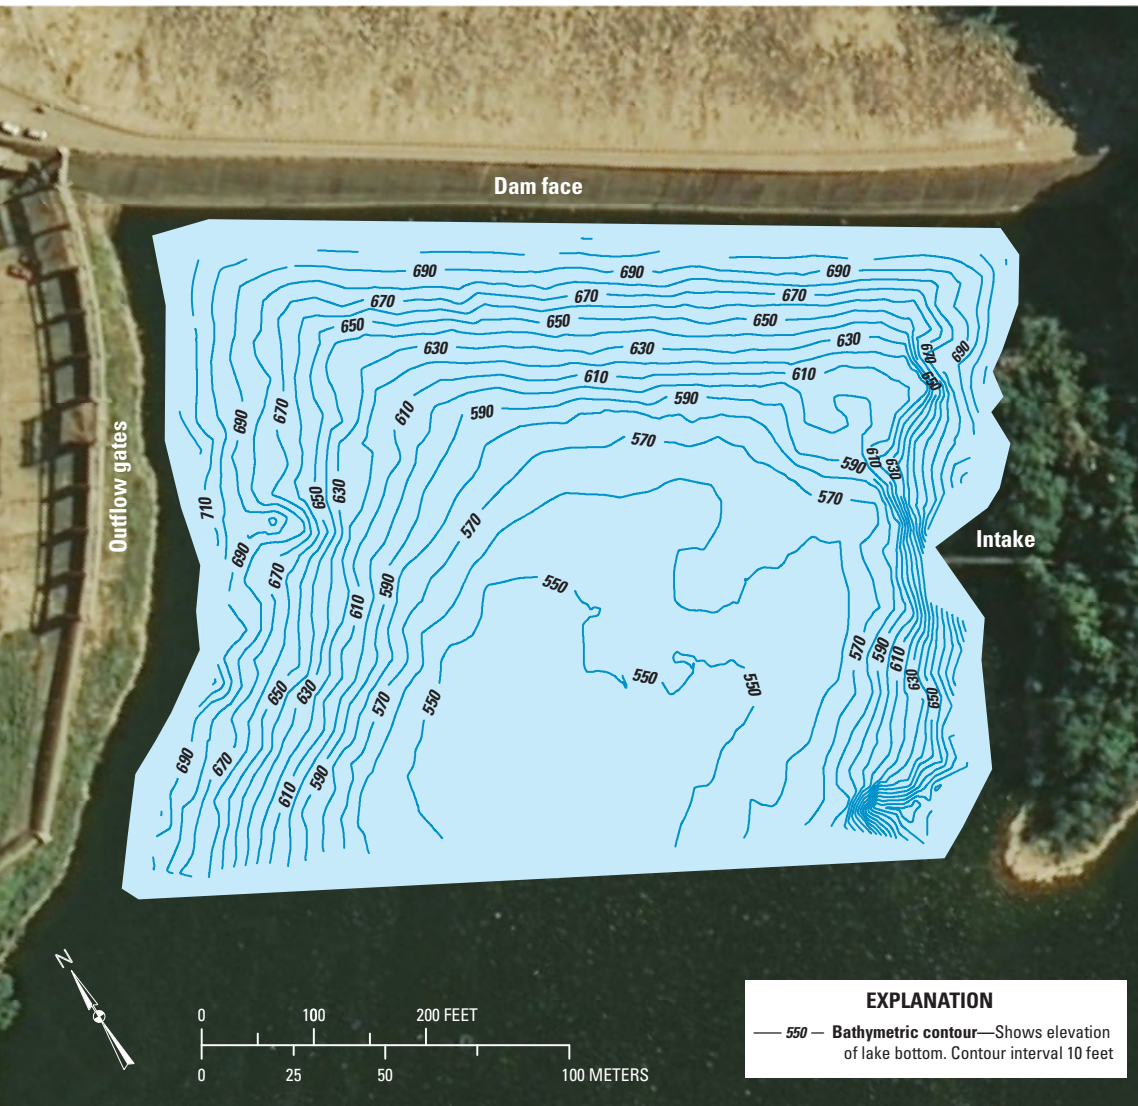 Dam face
690 690 690
670 670 670
650 650 650
630 630 630
670 690
610 610
650
590 590
690 670 610
570
590 610 630
650 630
570
710
570
Outflow gates
Intake
690
670
550
590
610
570 590 610
550
550
630
650 630
650
570
550
690 670
590
610
N
0 100 200 FEET
0 25 50 100 METERS
EXPLANATION
550 Bathymetric contour—Shows elevation
of lake bottom. Contour interval 10 feet